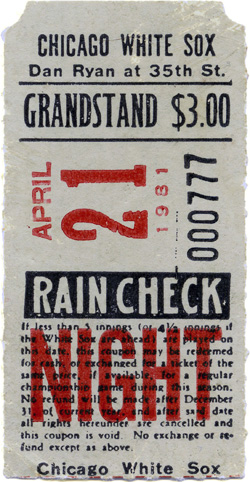 CHICAGO WHITE SOX
Dan Ryan at 35th St.
GRANDSTAND $3.00
APRIL
21
1981
000777
RAIN CHECK
NIGHT
If less than 5 innings (or 4½ innings if
the White Sox are ahead) are played on
this date, this coupon may be redeemed
for, or exchanged for a ticket of the
same price, if available, for a regular
championship game during this season.
No refund will be made after December
31 of current year and after said date
all rights hereunder are cancelled and
this coupon is void. No exchange or re-
fund except as above.
Chicago White Sox